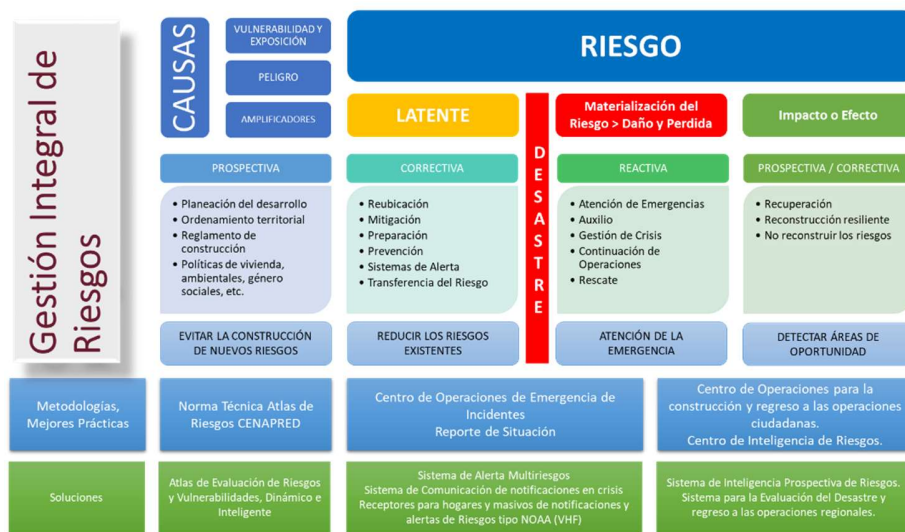 Gestión Integral de
Riesgos
CAUSAS
VULNERABILIDAD Y
EXPOSICIÓN
PELIGRO
AMPLIFICADORES
RIESGO
LATENTE
DESASTRE
Materialización del
Riesgo > Daño y Perdida
Impacto o Efecto
PROSPECTIVA
• Planeación del desarrollo
• Ordenamiento territorial
• Reglamento de
construcción
• Políticas de vivienda,
ambientales, género
sociales, etc.
EVITAR LA CONSTRUCCIÓN
DE NUEVOS RIESGOS
CORRECTIVA
• Reubicación
• Mitigación
• Preparación
• Prevención
• Sistemas de Alerta
• Transferencia del Riesgo
REDUCIR LOS RIESGOS
EXISTENTES
REACTIVA
• Atención de Emergencias
• Auxilio
• Gestión de Crisis
• Continuación de
Operaciones
• Rescate
ATENCIÓN DE LA
EMERGENCIA
PROSPECTIVA / CORRECTIVA
• Recuperación
• Reconstrucción resiliente
• No reconstruir los riesgos
DETECTAR ÁREAS DE
OPORTUNIDAD
Metodologías,
Mejores Prácticas
Norma Técnica Atlas de
Riesgos CENAPRED
Centro de Operaciones de Emergencia de
Incidentes
Reporte de Situación
Centro de Operaciones para la
construcción y regreso a las operaciones
ciudadanas.
Centro de Inteligencia de Riesgos.
Soluciones
Atlas de Evaluación de Riesgos
y Vulnerabilidades, Dinámico e
Inteligente
Sistema de Alerta Multiriesgos
Sistema de Comunicación de notificaciones en crisis
Receptores para hogares y masivos de notificaciones y
alertas de Riesgos tipo NOAA (VHF)
Sistema de Inteligencia Prospectiva de Riesgos.
Sistema para la Evaluación del Desastre y
regreso a las operaciones regionales.